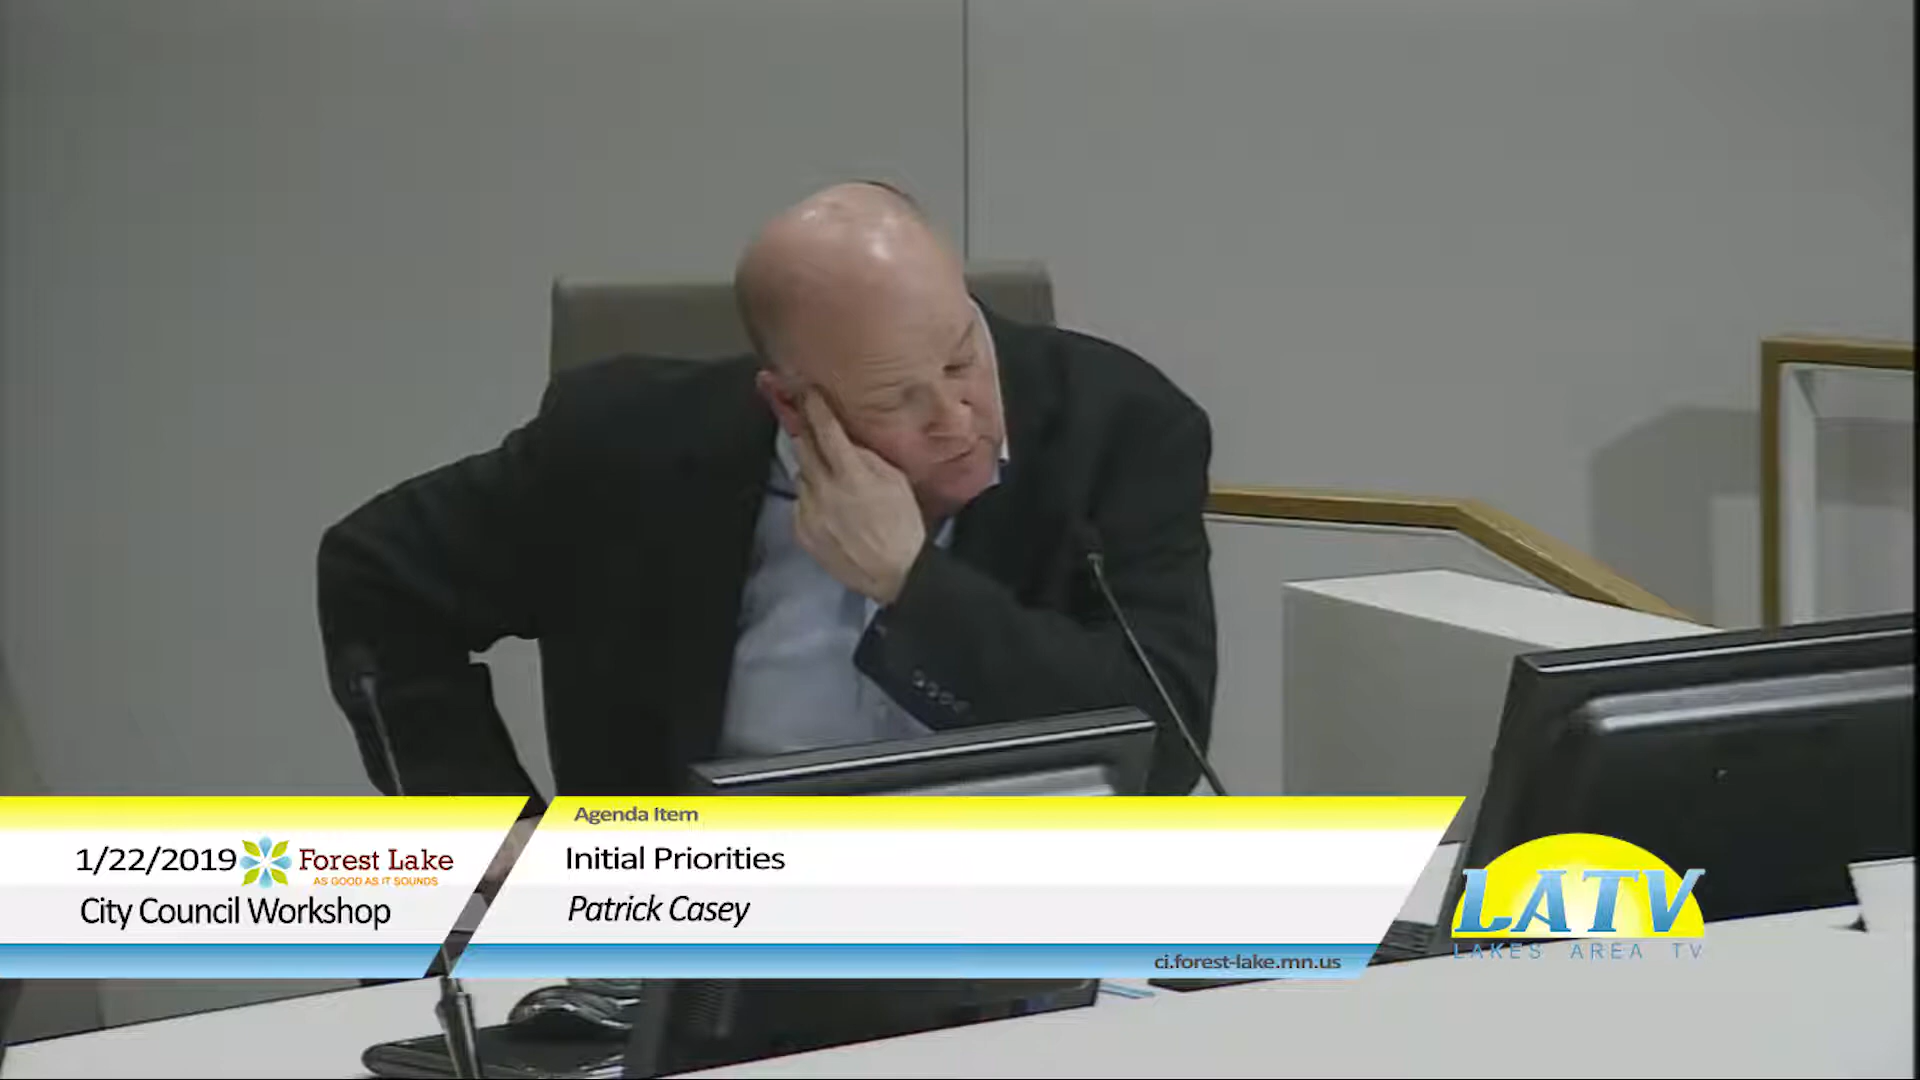 1/22/2019
Forest Lake
AS GOOD AS IT SOUNDS
City Council Workshop
Agenda Item
Initial Priorities
Patrick Casey
ci.forest-lake.mn.us
LATV
LAKES AREA TV